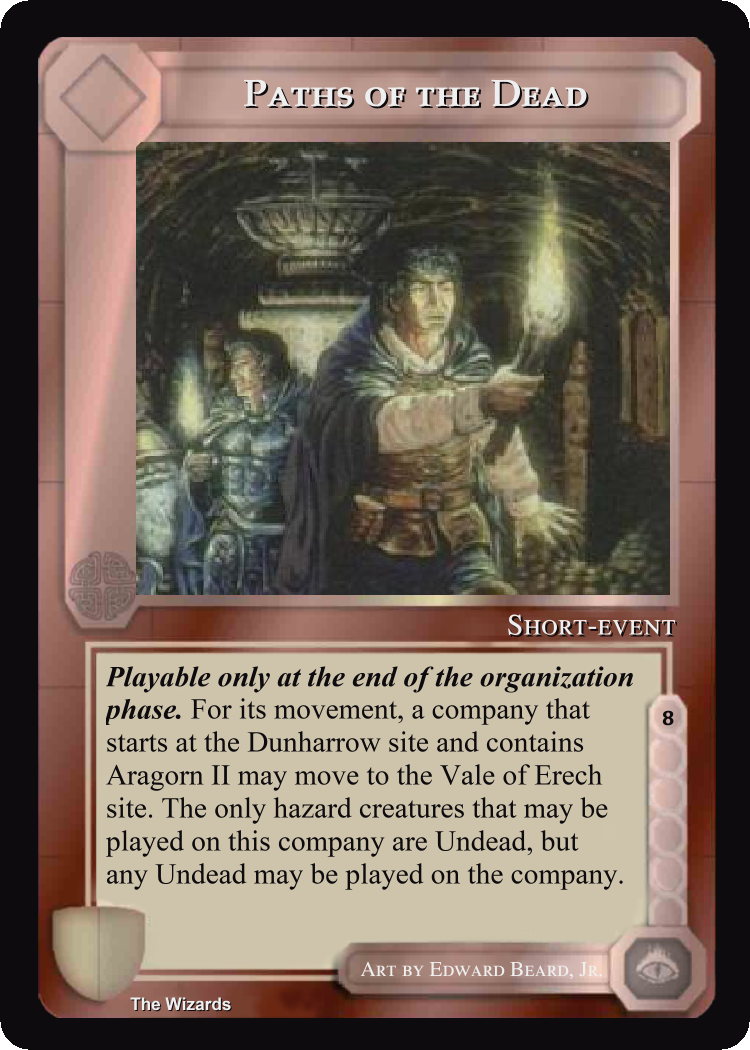 Paths of the Dead
Short-event
Playable only at the end of the organization
phase. For its movement, a company that
starts at the Dunharrow site and contains
Aragorn II may move to the Vale of Erech
site. The only hazard creatures that may be
played on this company are Undead, but
any Undead may be played on the company.
8
Art by Edward Beard, Jr.
The Wizards